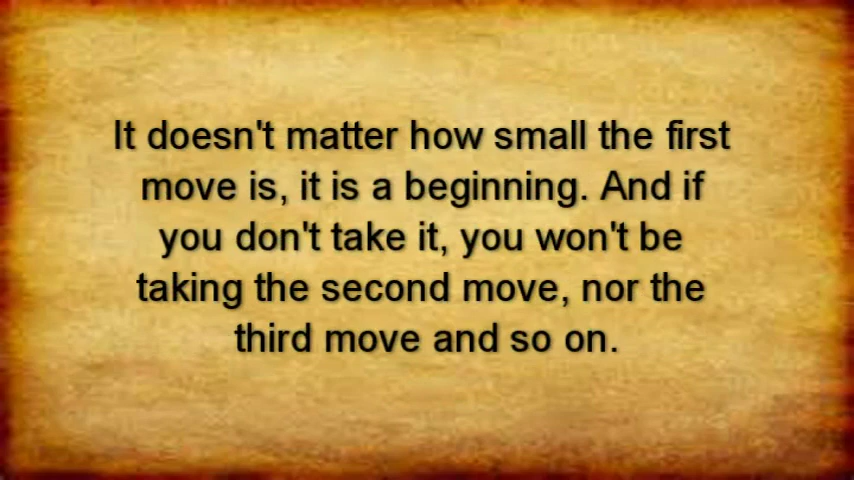 It doesn't matter how small the first
move is, it is a beginning. And if
you don't take it, you won't be
taking the second move, nor the
third move and so on.